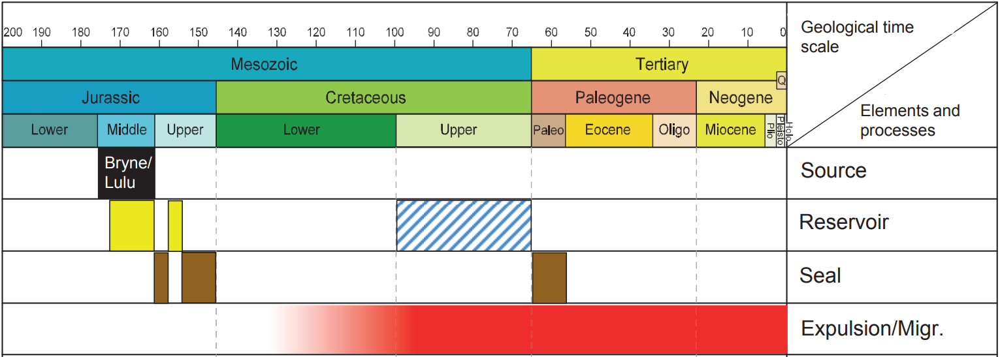 200 190 180 170 160 150 140 130 120 110 100 90 80 70 60 50 40 30 20 10 0
Geological time
scale
Mesozoic Tertiary
Q
Jurassic Cretaceous Paleogene Neogene
Elements and
processes
Lower Middle Upper Lower Upper Paleo Eocene Oligo Miocene Plio Pleisto Holo
Bryne/
Lulu
Source
Reservoir
Seal
Expulsion/Migr.